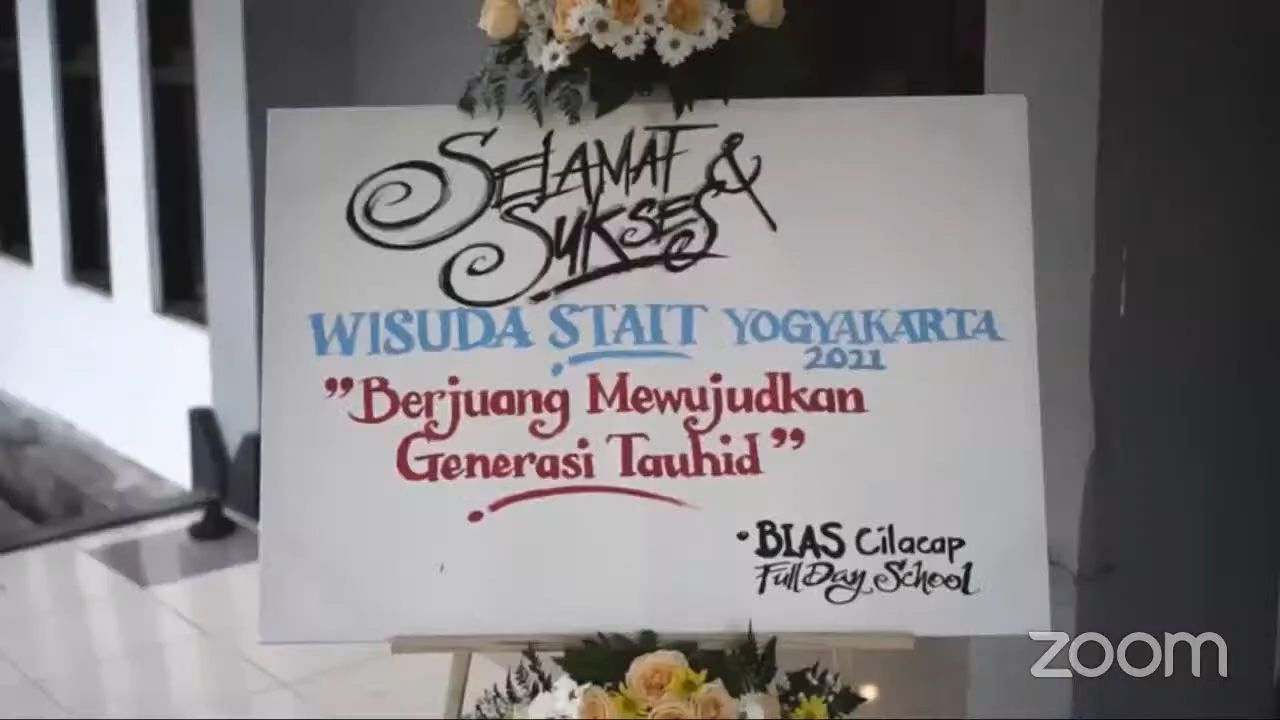 SELAMAT &
SUKSES
WISUDA STAIT YOGYAKARTA
2021
”Berjuang Mewujudkan
Generasi Tauhid”
• BIAS Cilacap
Full Day School
zoom